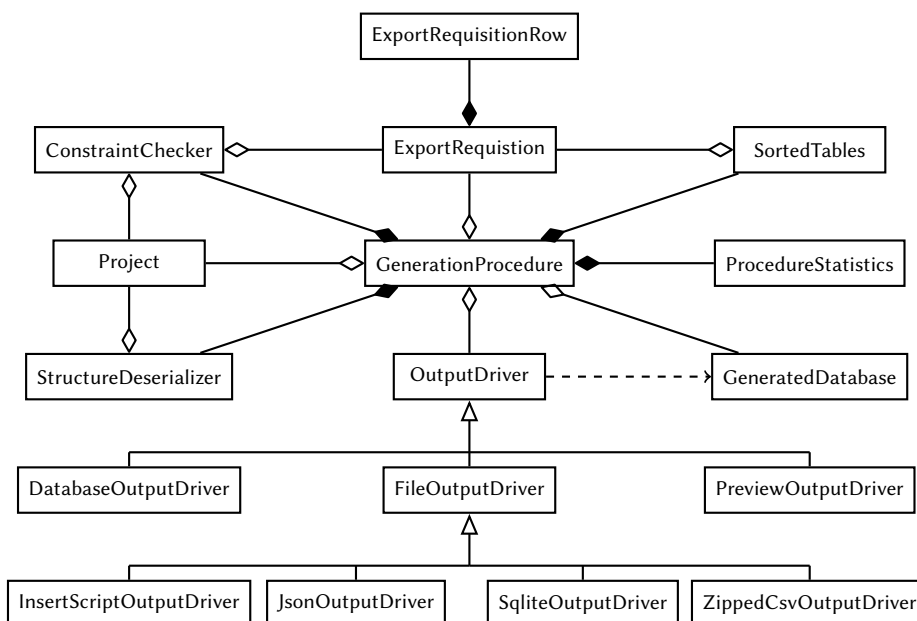 ExportRequisitionRow
ConstraintChecker
ExportRequistion
SortedTables
Project
GenerationProcedure
ProcedureStatistics
StructureDeserializer
OutputDriver
GeneratedDatabase
DatabaseOutputDriver
FileOutputDriver
PreviewOutputDriver
InsertScriptOutputDriver
JsonOutputDriver
SqliteOutputDriver
ZippedCsvOutputDriver